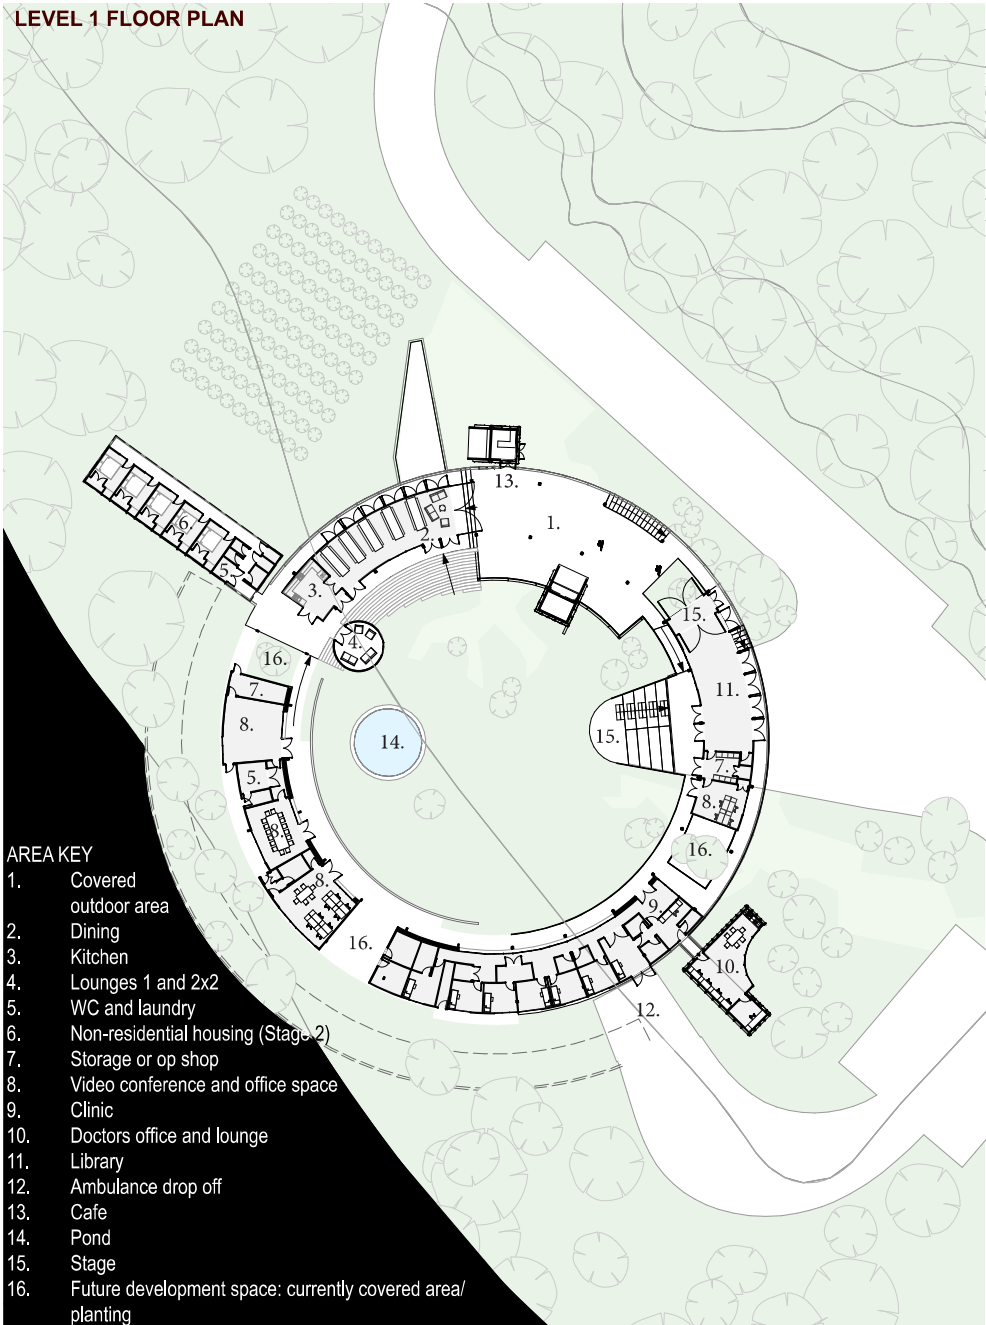 LEVEL 1 FLOOR PLAN
13.
1.
6.
5.
2.
3.
15.
4.
16.
7.
11.
8.
15.
14.
7.
5.
8.
8.
16.
8.
9.
16.
10.
12.
AREA KEY
1. Covered
outdoor area
2. Dining
3. Kitchen
4. Lounges 1 and 2x2
5. WC and laundry
6. Non-residential housing (Stage 2)
7. Storage or op shop
8. Video conference and office space
9. Clinic
10. Doctors office and lounge
11. Library
12. Ambulance drop off
13. Cafe
14. Pond
15. Stage
16. Future development space: currently covered area/
planting